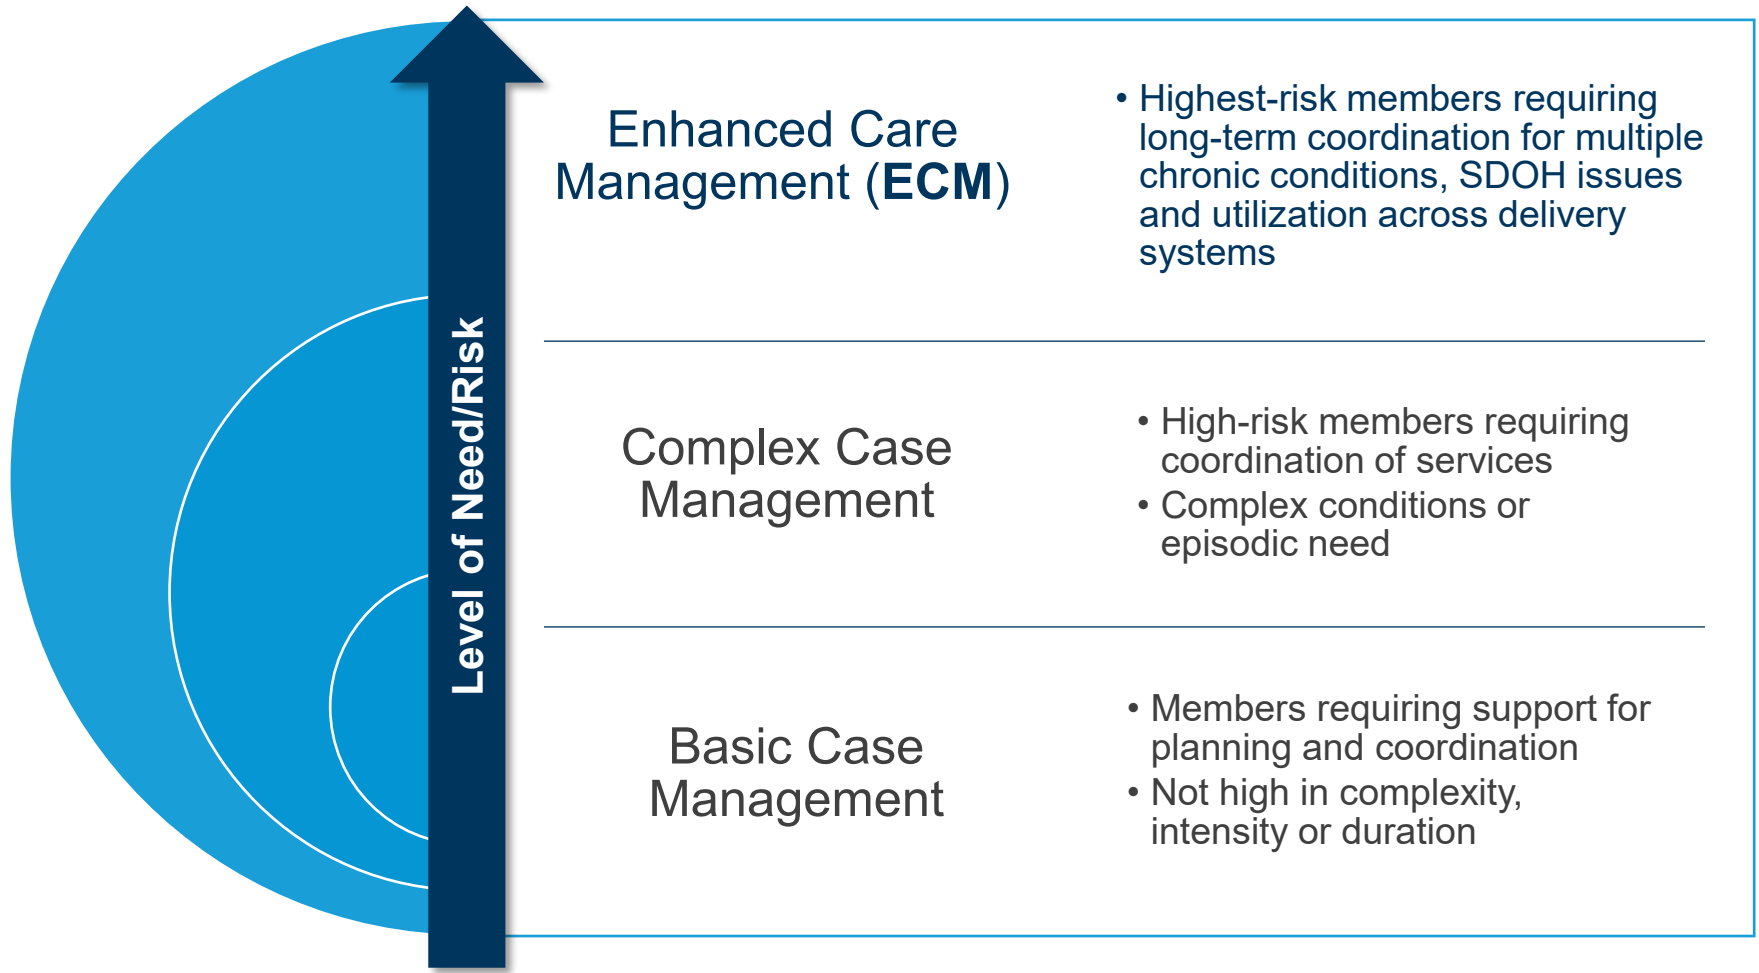 Level of Need/Risk
Enhanced Care
Management (ECM)
• Highest-risk members requiring
long-term coordination for multiple
chronic conditions, SDOH issues
and utilization across delivery
systems
Complex Case
Management
• High-risk members requiring
coordination of services
• Complex conditions or
episodic need
Basic Case
Management
• Members requiring support for
planning and coordination
• Not high in complexity,
intensity or duration